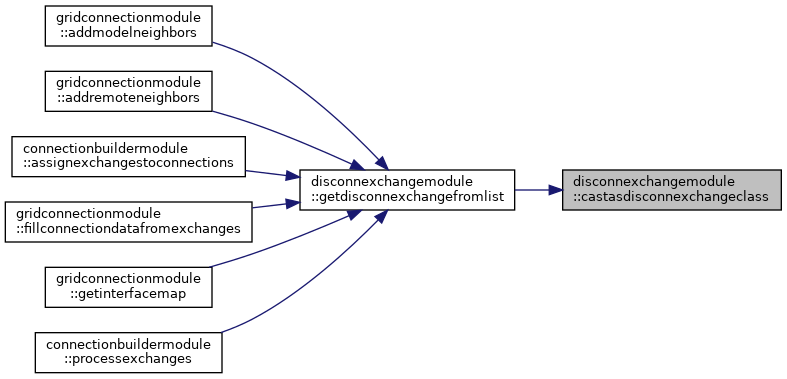 gridconnectionmodule
::addmodelneighbors
gridconnectionmodule
::addremoteneighbors
connectionbuildermodule
::assignexchangestoconnections
disconnexchangemodule
::getdisconnexchangefromlist
disconnexchangemodule
::castasdisconnexchangeclass
gridconnectionmodule
::fillconnectiondatafromexchanges
gridconnectionmodule
::getinterfacemap
connectionbuildermodule
::processexchanges